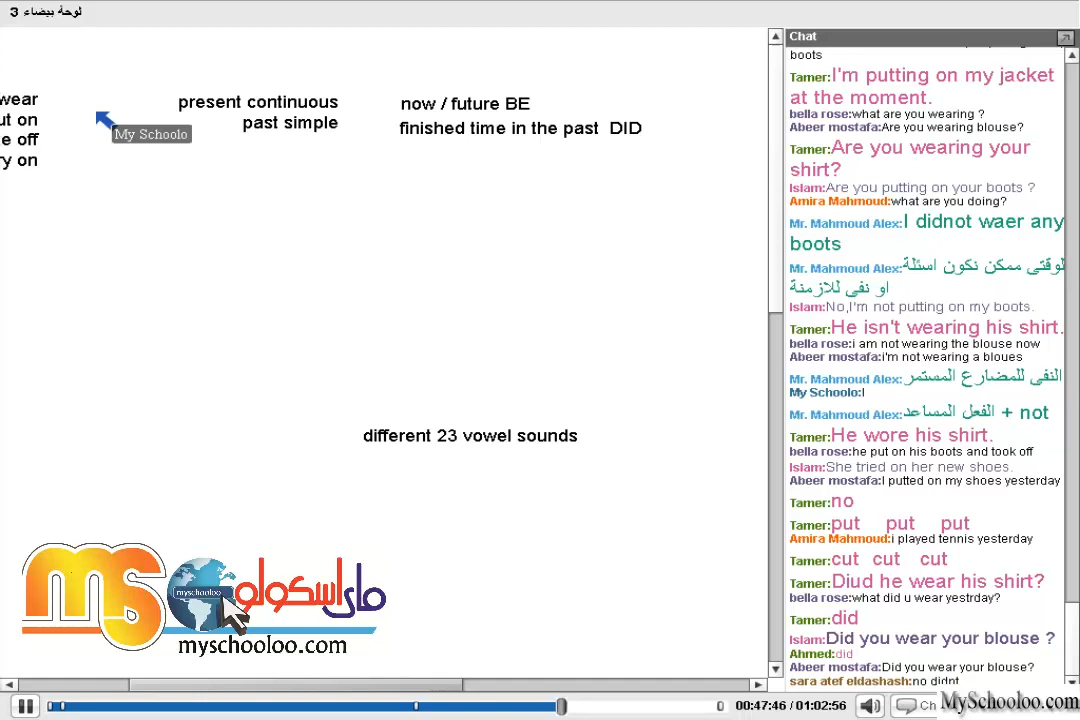 لوحة بيضاء 3
wear
present continuous
now / future BE
ut on
past simple
finished time in the past DID
My Schoolo
e off
ry on
different 23 vowel sounds
ms
myschooloo
ماى اسكولو
myschooloo.com
Chat
boots
Tamer:I'm putting on my jacket
at the moment.
bella rose:what are you wearing ?
Abeer mostafa:Are you wearing blouse?
Tamer:Are you wearing your
shirt?
Islam:Are you putting on your boots ?
Amira Mahmoud:what are you doing?
Mr. Mahmoud Alex:I didnot waer any
boots
Mr. Mahmoud Alex:لوقتى ممكن نكون اسئلة
او نفى للازمنة
Islam:No,I'm not putting on my boots.
Tamer:He isn't wearing his shirt.
bella rose:i am not wearing the blouse now
Abeer mostafa:i'm not wearing a bloues
Mr. Mahmoud Alex:النفى للمضارع المستمر
My Schoolo:I
Mr. Mahmoud Alex:الفعل المساعد + not
Tamer:He wore his shirt.
bella rose:he put on his boots and took off
Islam:She tried on her new shoes.
Abeer mostafa:I putted on my shoes yesterday
Tamer:no
Tamer:put put put
Amira Mahmoud:i played tennis yesterday
Tamer:cut cut cut
Tamer:Diud he wear his shirt?
bella rose:what did u wear yestrday?
Tamer:did
Islam:Did you wear your blouse ?
Ahmed:did
Abeer mostafa:Did you wear your blouse?
sara atef eldashash:no didnt
00:47:46 / 01:02:56
Ch
MySchooloo.com